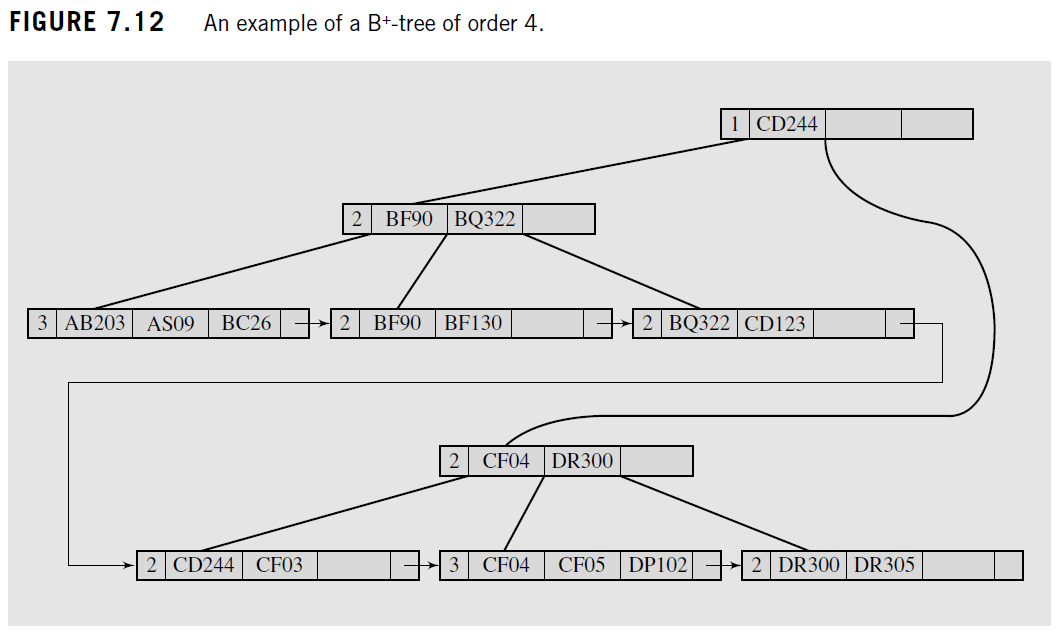 FIGURE 7.12 An example of a B+-tree of order 4.
1 CD244
2 BF90 BQ322
3 AB203 AS09 BC26 2 BF90 BF130 2 BQ322 CD123
2 CF04 DR300
2 CD244 CF03 3 CF04 CF05 DP102 2 DR300 DR305